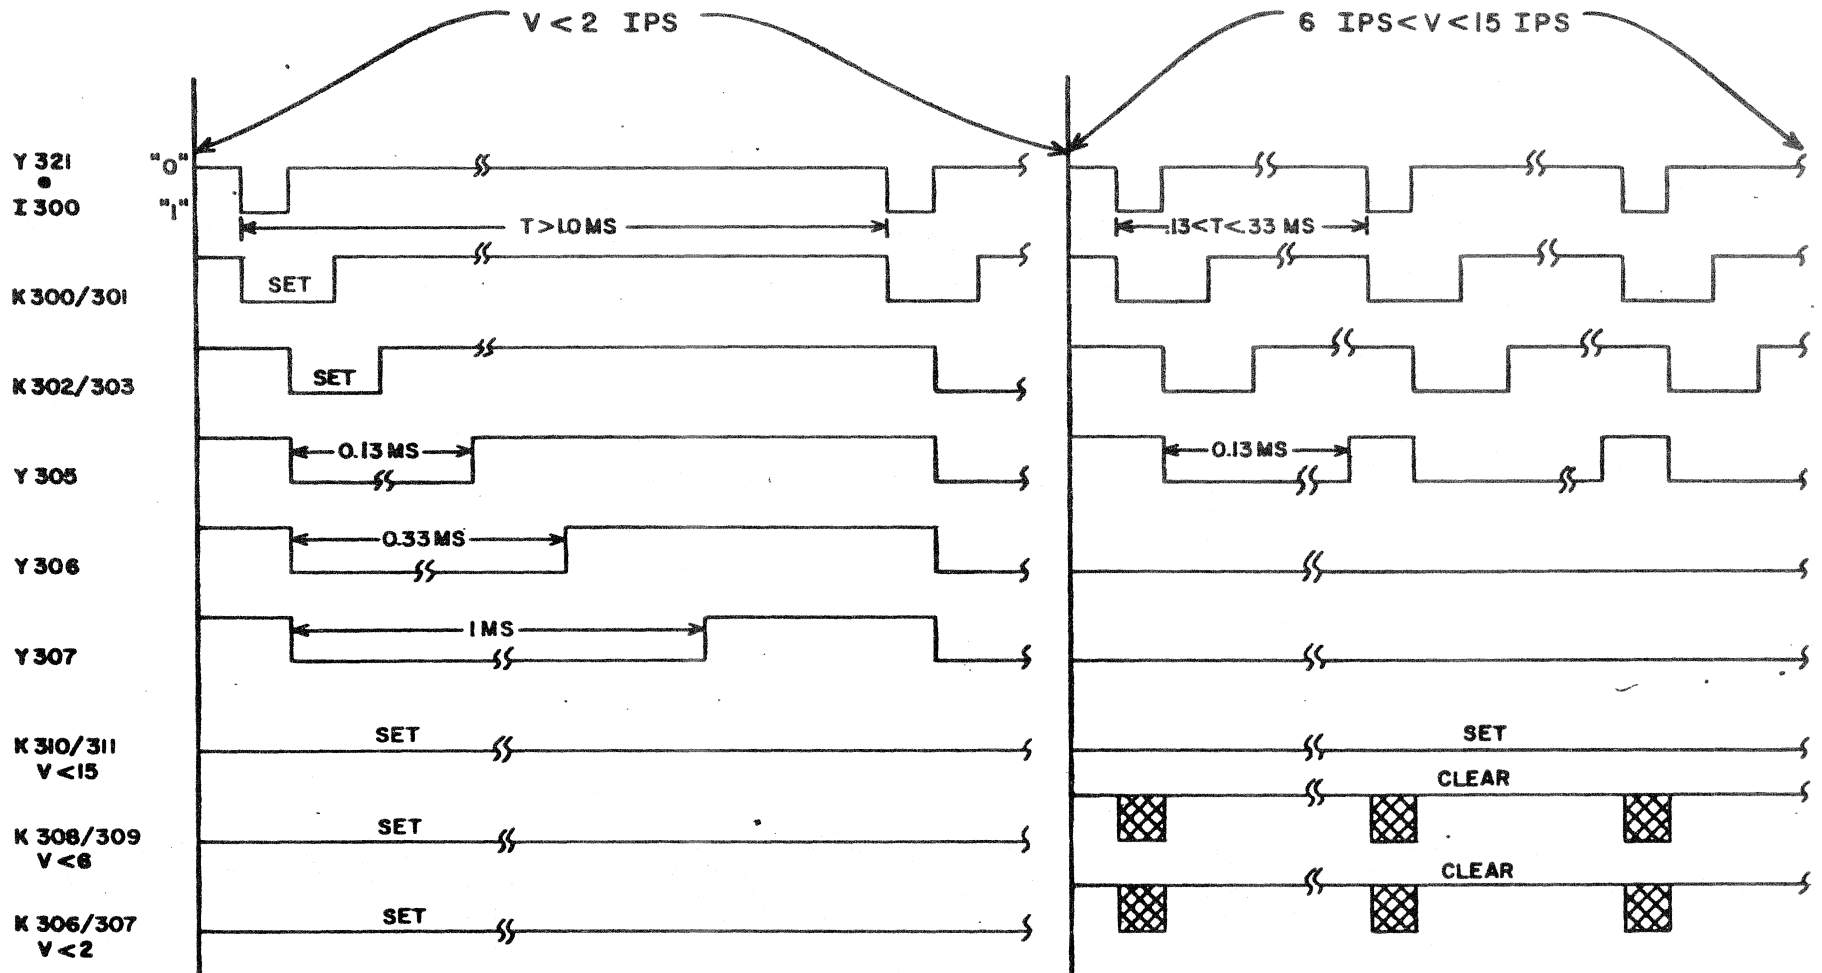 V < 2 IPS
6 IPS < V < 15 IPS
Y 321
"0"
•
I 300
"1"
T > 1.0 MS
.13 < T < .33 MS
K 300/301
SET
K 302/303
SET
Y 305
0.13 MS
0.13 MS
Y 306
0.33 MS
Y 307
1 MS
K 310/311
V < 15
SET
SET
K 308/309
V < 6
SET
CLEAR
K 306/307
V < 2
SET
CLEAR